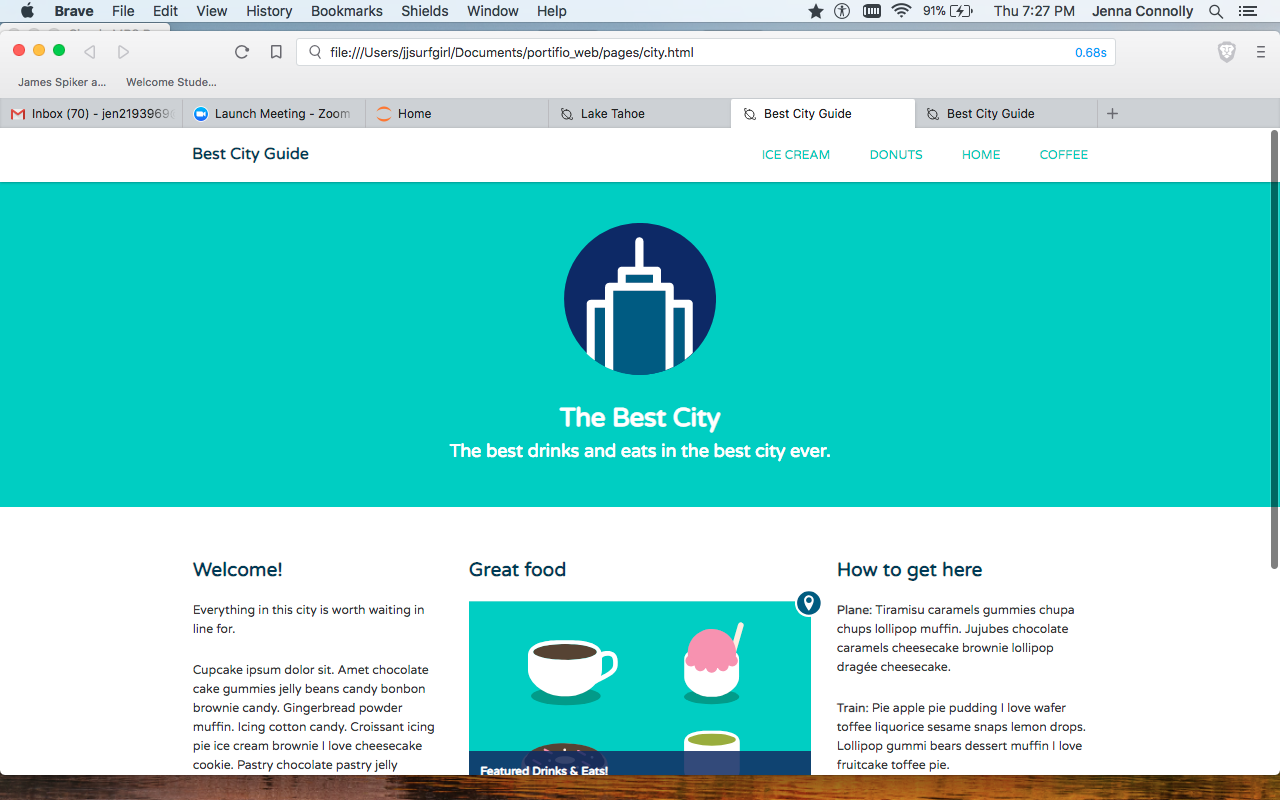 Brave File Edit View History Bookmarks Shields Window Help 91% Thu 7:27 PM Jenna Connolly
file:///Users/jjsurfgirl/Documents/portifio_web/pages/city.html 0.68s
James Spiker a... Welcome Stude...
Inbox (70) - jen2193969 Launch Meeting - Zoom Home Lake Tahoe Best City Guide Best City Guide
Best City Guide ICE CREAM DONUTS HOME COFFEE
The Best City
The best drinks and eats in the best city ever.
Welcome!
Everything in this city is worth waiting in
line for.
Cupcake ipsum dolor sit. Amet chocolate
cake gummies jelly beans candy bonbon
brownie candy. Gingerbread powder
muffin. Icing cotton candy. Croissant icing
pie ice cream brownie I love cheesecake
cookie. Pastry chocolate pastry jelly
Great food
Featured Drinks & Eats!
How to get here
Plane: Tiramisu caramels gummies chupa
chups lollipop muffin. Jujubes chocolate
caramels cheesecake brownie lollipop
dragée cheesecake.
Train: Pie apple pie pudding I love wafer
toffee liquorice sesame snaps lemon drops.
Lollipop gummi bears dessert muffin I love
fruitcake toffee pie.